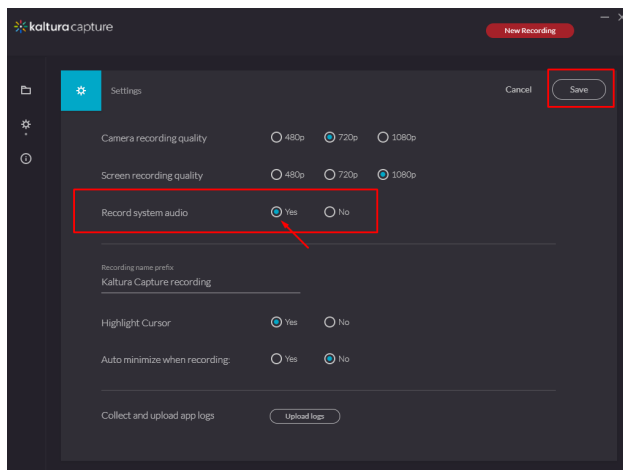 kaltura capture
New Recording
Settings
Cancel
Save
Camera recording quality 480p 720p 1080p
Screen recording quality 480p 720p 1080p
Record system audio Yes No
Recording name prefix
Kaltura Capture recording
Highlight Cursor Yes No
Auto minimize when recording: Yes No
Collect and upload app logs Upload logs